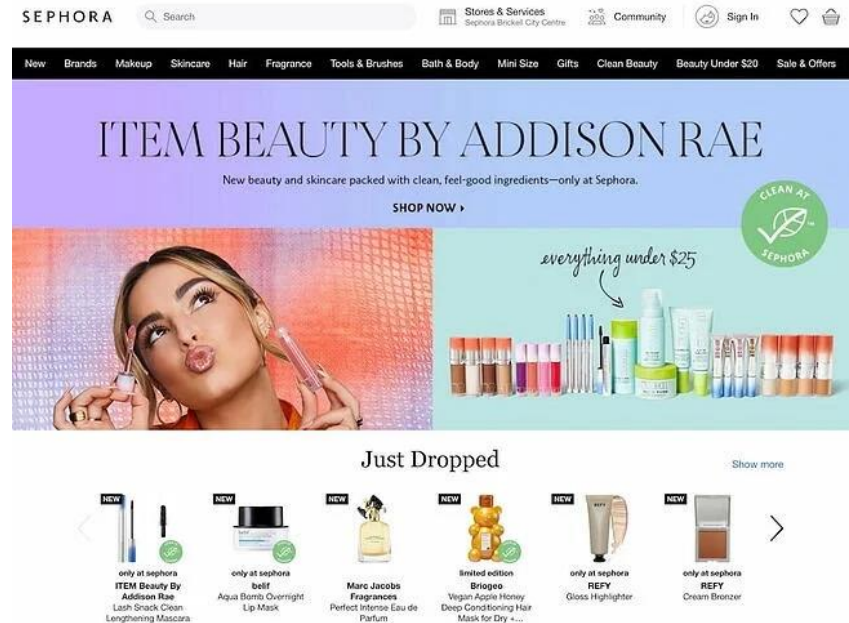 SEPHORA
Search
Stores & Services
Sephora Brickell City Centre
Community
Sign In
New Brands Makeup Skincare Hair Fragrance Tools & Brushes Bath & Body Mini Size Gifts Clean Beauty Beauty Under $20 Sale & Offers
ITEM BEAUTY BY ADDISON RAE
New beauty and skincare packed with clean, feel-good ingredients—only at Sephora.
SHOP NOW
CLEAN AT
SEPHORA
everything under $25
Just Dropped
Show more
NEW
only at sephora
ITEM Beauty By
Addison Rae
Lash Snack Clean
Lengthening Mascara
NEW
only at sephora
belif
Aqua Bomb Overnight
Lip Mask
NEW
Marc Jacobs
Fragrances
Perfect Intense Eau de
Parfum
NEW
limited edition
Briogeo
Vegan Apple Honey
Deep Conditioning Hair
Mask for Dry +...
NEW
only at sephora
REFY
Gloss Highlighter
NEW
only at sephora
REFY
Cream Bronzer